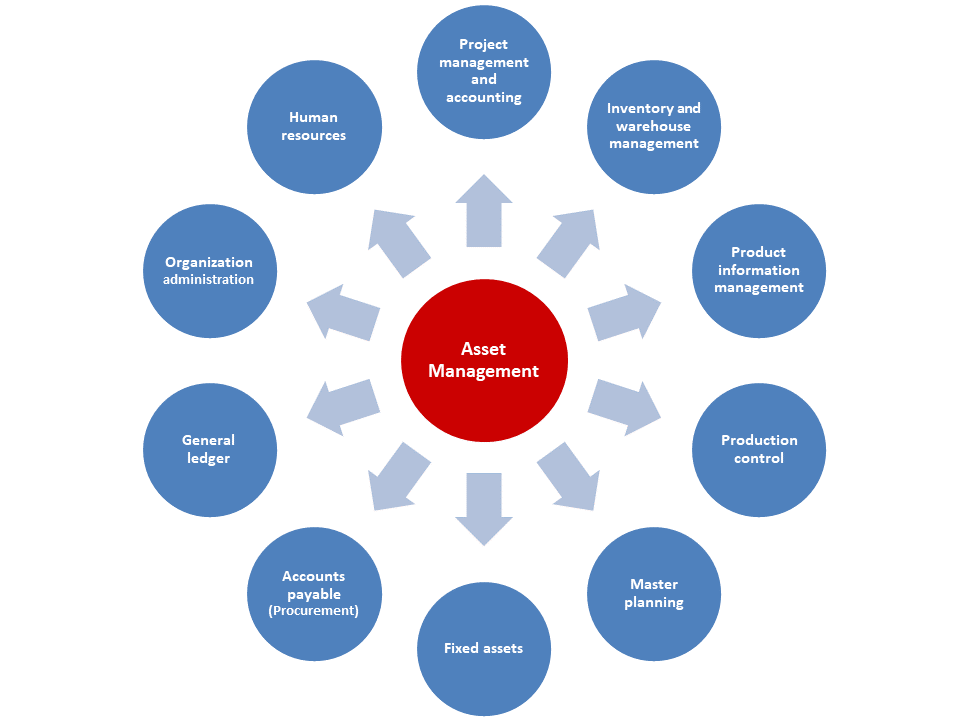 Project
management
and
accounting
Inventory and
warehouse
management
Product
information
management
Production
control
Master
planning
Fixed assets
Accounts
payable
(Procurement)
General
ledger
Organization
administration
Human
resources
Asset
Management